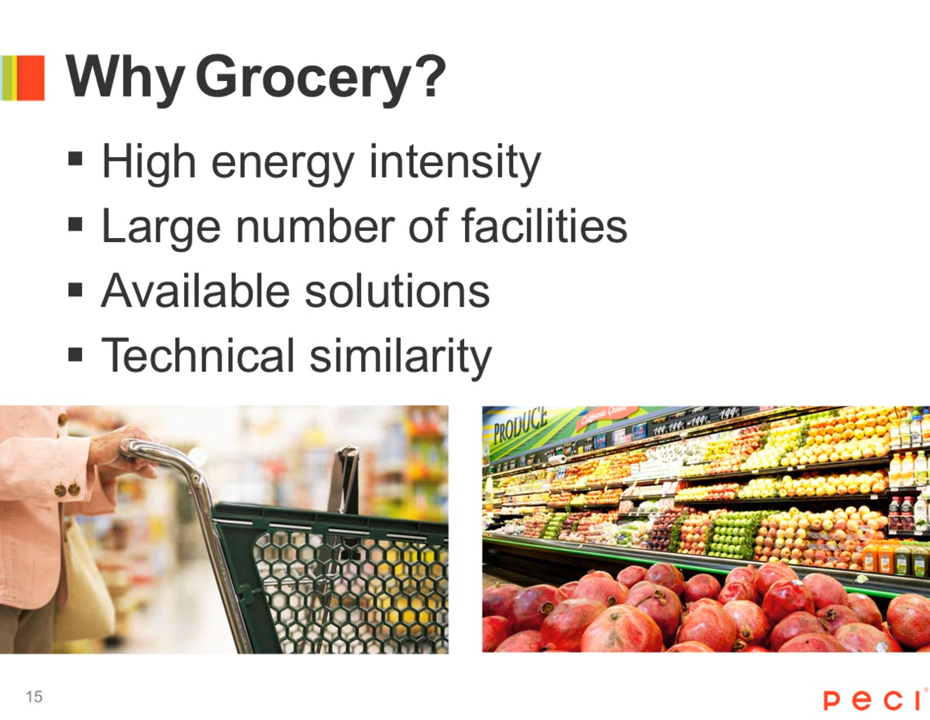 Why Grocery?
▪ High energy intensity
▪ Large number of facilities
▪ Available solutions
▪ Technical similarity
PRODUCE
15
peci®